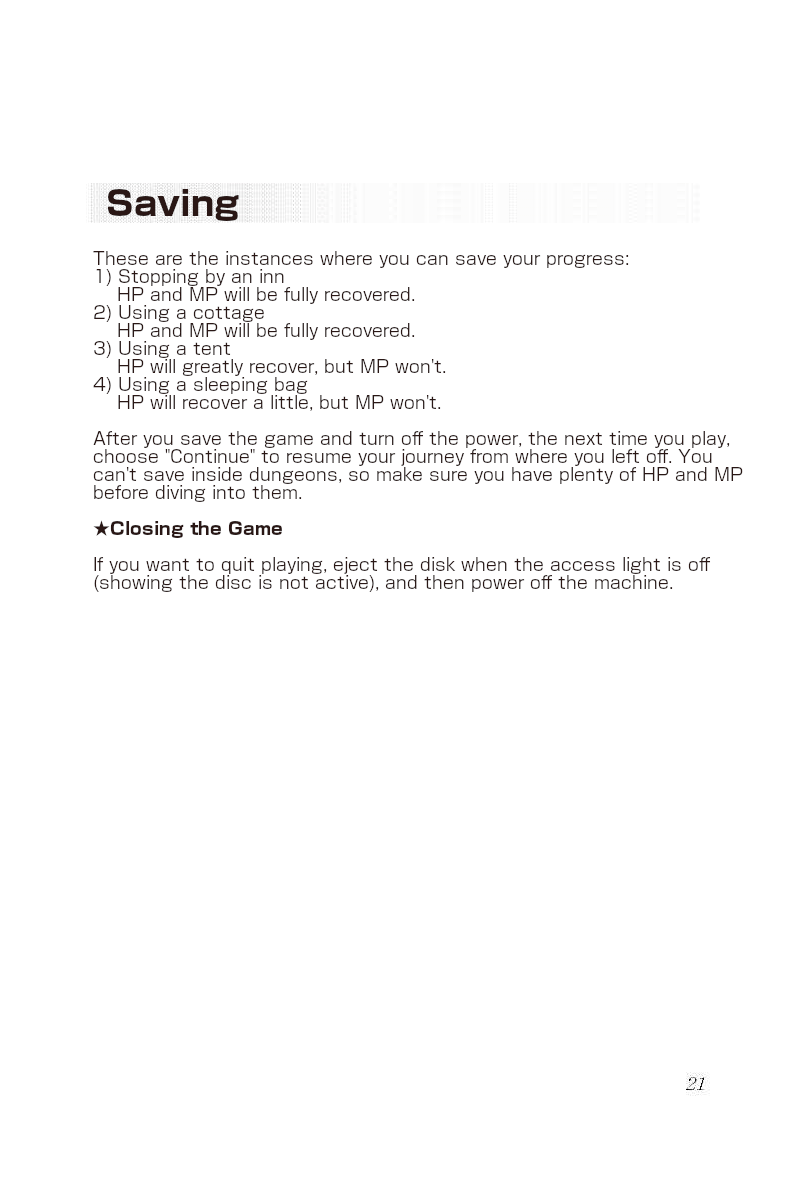 Saving
These are the instances where you can save your progress:
1) Stopping by an inn
HP and MP will be fully recovered.
2) Using a cottage
HP and MP will be fully recovered.
3) Using a tent
HP will greatly recover, but MP won't.
4) Using a sleeping bag
HP will recover a little, but MP won't.
After you save the game and turn off the power, the next time you play,
choose "Continue" to resume your journey from where you left off. You
can't save inside dungeons, so make sure you have plenty of HP and MP
before diving into them.
★Closing the Game
If you want to quit playing, eject the disk when the access light is off
(showing the disc is not active), and then power off the machine.
21